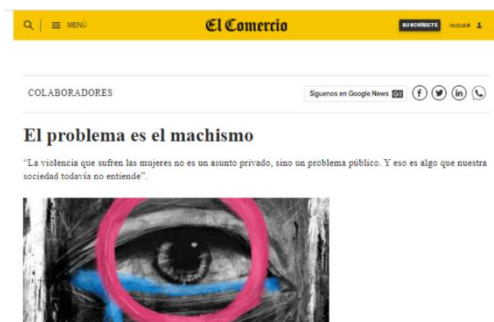 MENÚ
El Comercio
SUSCRÍBETE
INICIAR
COLABORADORES
Síguenos en Google News
El problema es el machismo
“La violencia que sufren las mujeres no es un asunto privado, sino un problema público. Y eso es algo que nuestra
sociedad todavía no entiende”.